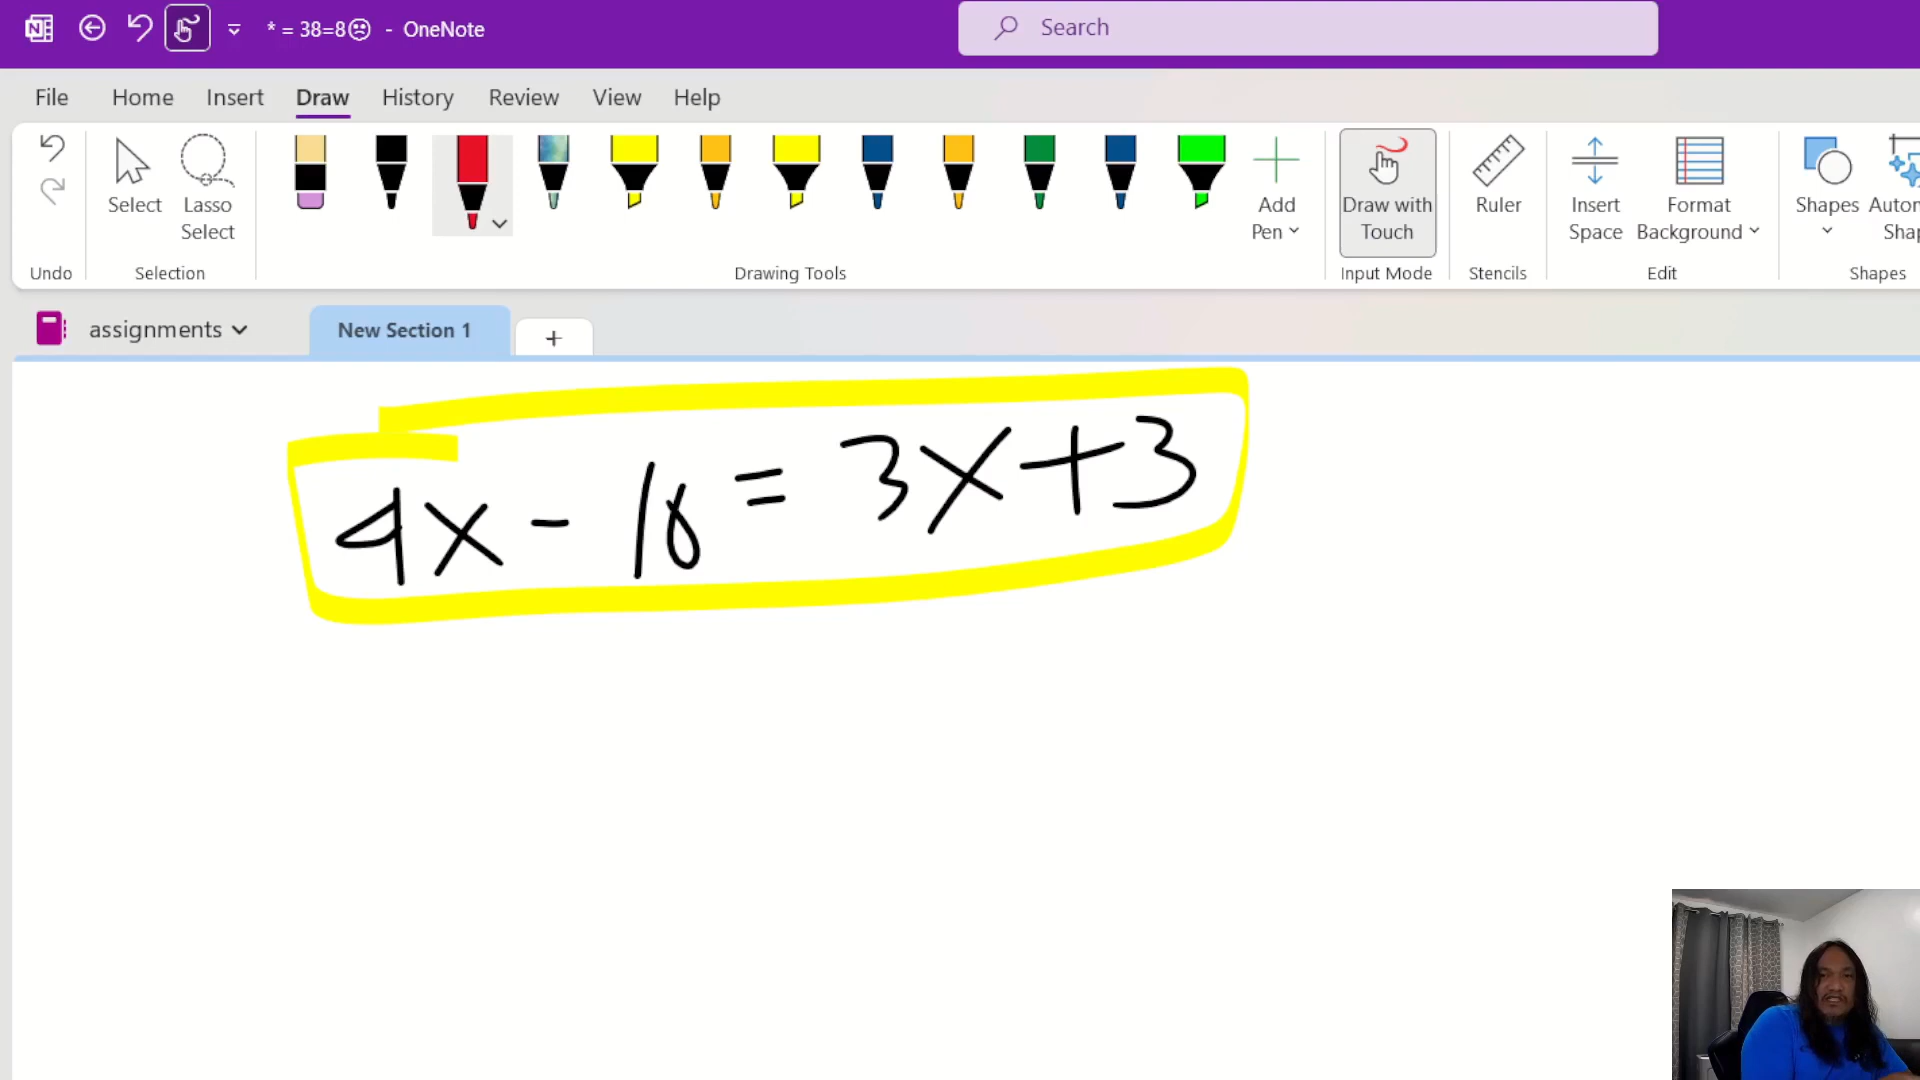 * = 38=8☹ - OneNote
Search
File Home Insert Draw History Review View Help
Select
Lasso
Select
Add
Pen
Draw with
Touch
Ruler
Insert
Space
Format
Background
Shapes
Undo Selection Drawing Tools Input Mode Stencils Edit Shapes
assignments New Section 1 +
4x - 10 = 3x+3